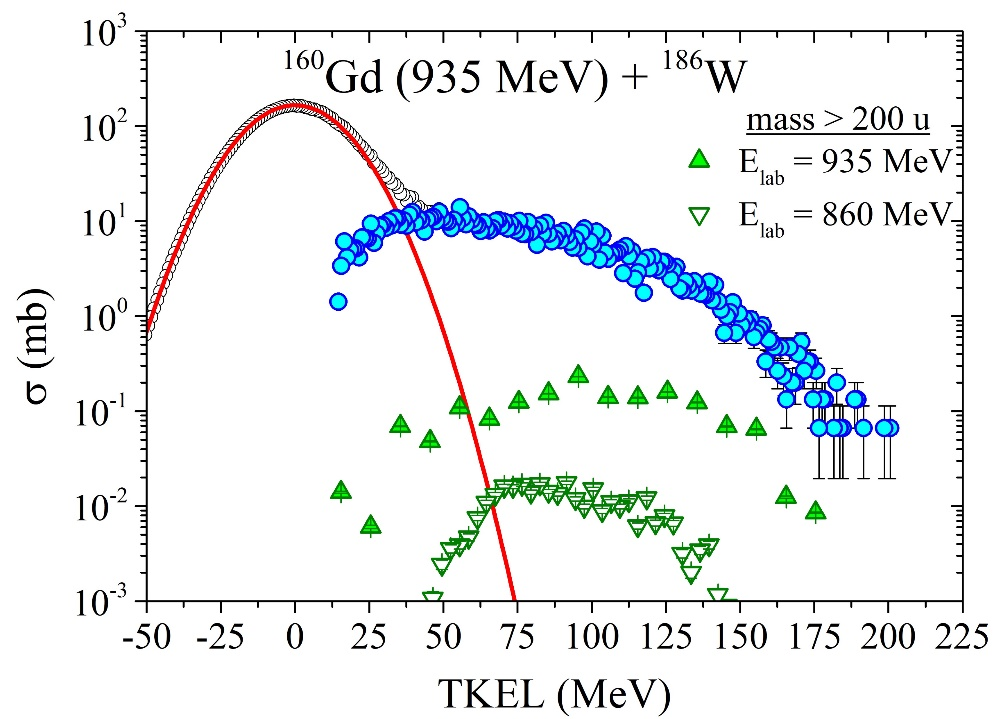 ¹⁶⁰Gd (935 MeV) + ¹⁸⁶W
mass > 200 u
E_lab = 935 MeV
E_lab = 860 MeV
10³
10²
10¹
10⁰
10⁻¹
10⁻²
10⁻³
σ (mb)
-50 -25 0 25 50 75 100 125 150 175 200 225
TKEL (MeV)